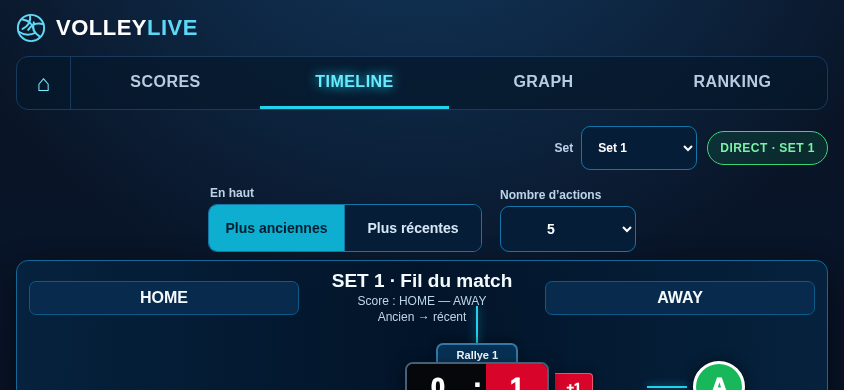 VOLLEYLIVE
SCORES TIMELINE GRAPH RANKING
Set Set 1 DIRECT · SET 1
En haut Nombre d’actions
Plus anciennes Plus récentes 5
HOME SET 1 · Fil du match AWAY
Score : HOME — AWAY
Ancien → récent
Rallye 1
0 : 1 +1 A